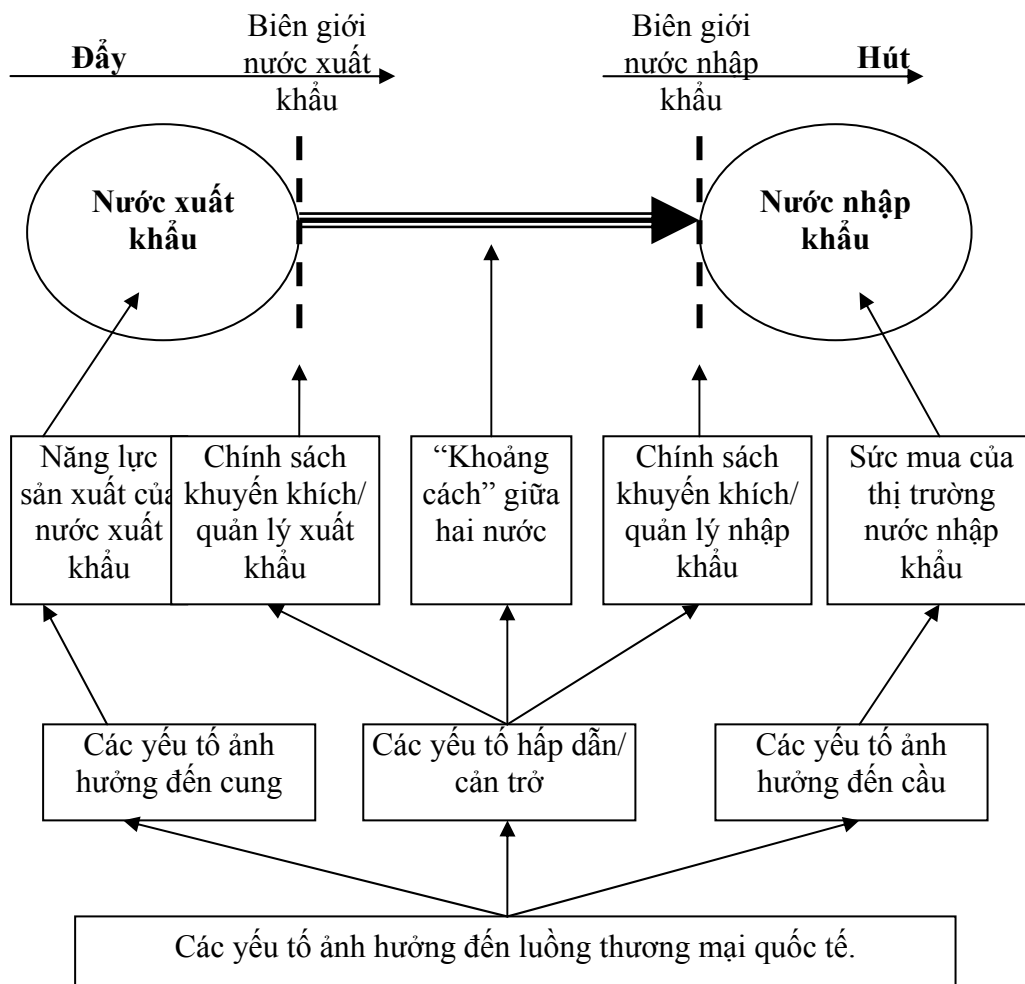 Đẩy
Biên giới
nước xuất
khẩu
Biên giới
nước nhập
khẩu
Hút
Nước xuất
khẩu
Nước nhập
khẩu
Năng lực
sản xuất của
nước xuất
khẩu
Chính sách
khuyến khích/
quản lý xuất
khẩu
“Khoảng
cách” giữa
hai nước
Chính sách
khuyến khích/
quản lý nhập
khẩu
Sức mua của
thị trường
nước nhập
khẩu
Các yếu tố ảnh
hưởng đến cung
Các yếu tố hấp dẫn/
cản trở
Các yếu tố ảnh
hưởng đến cầu
Các yếu tố ảnh hưởng đến luồng thương mại quốc tế.